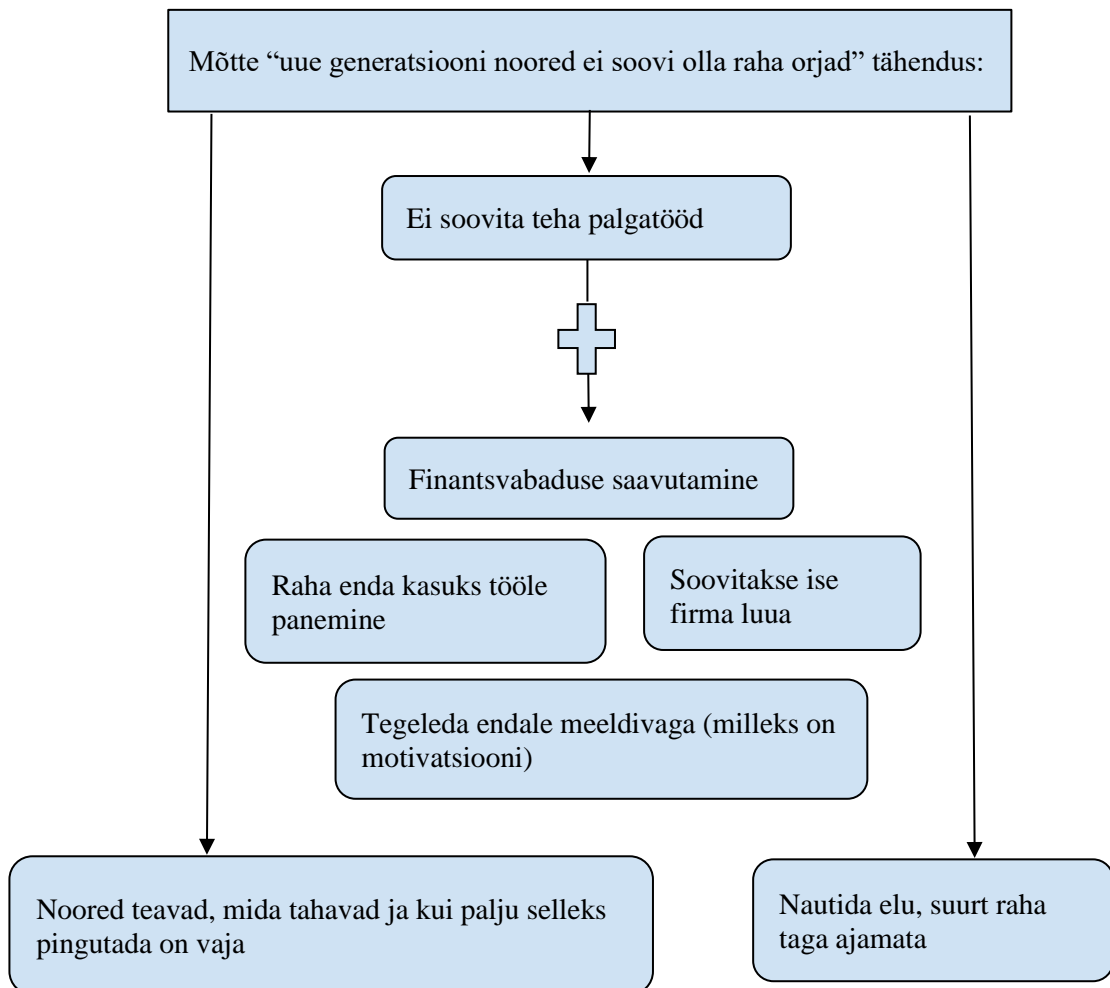 Mõtte “uue generatsiooni noored ei soovi olla raha orjad” tähendus:
Ei soovita teha palgatööd
Finantsvabaduse saavutamine
Raha enda kasuks tööle
panemine
Soovitakse ise
firma luua
Tegeleda endale meeldivaga (milleks on
motivatsiooni)
Noored teavad, mida tahavad ja kui palju selleks
pingutada on vaja
Nautida elu, suurt raha
taga ajamata